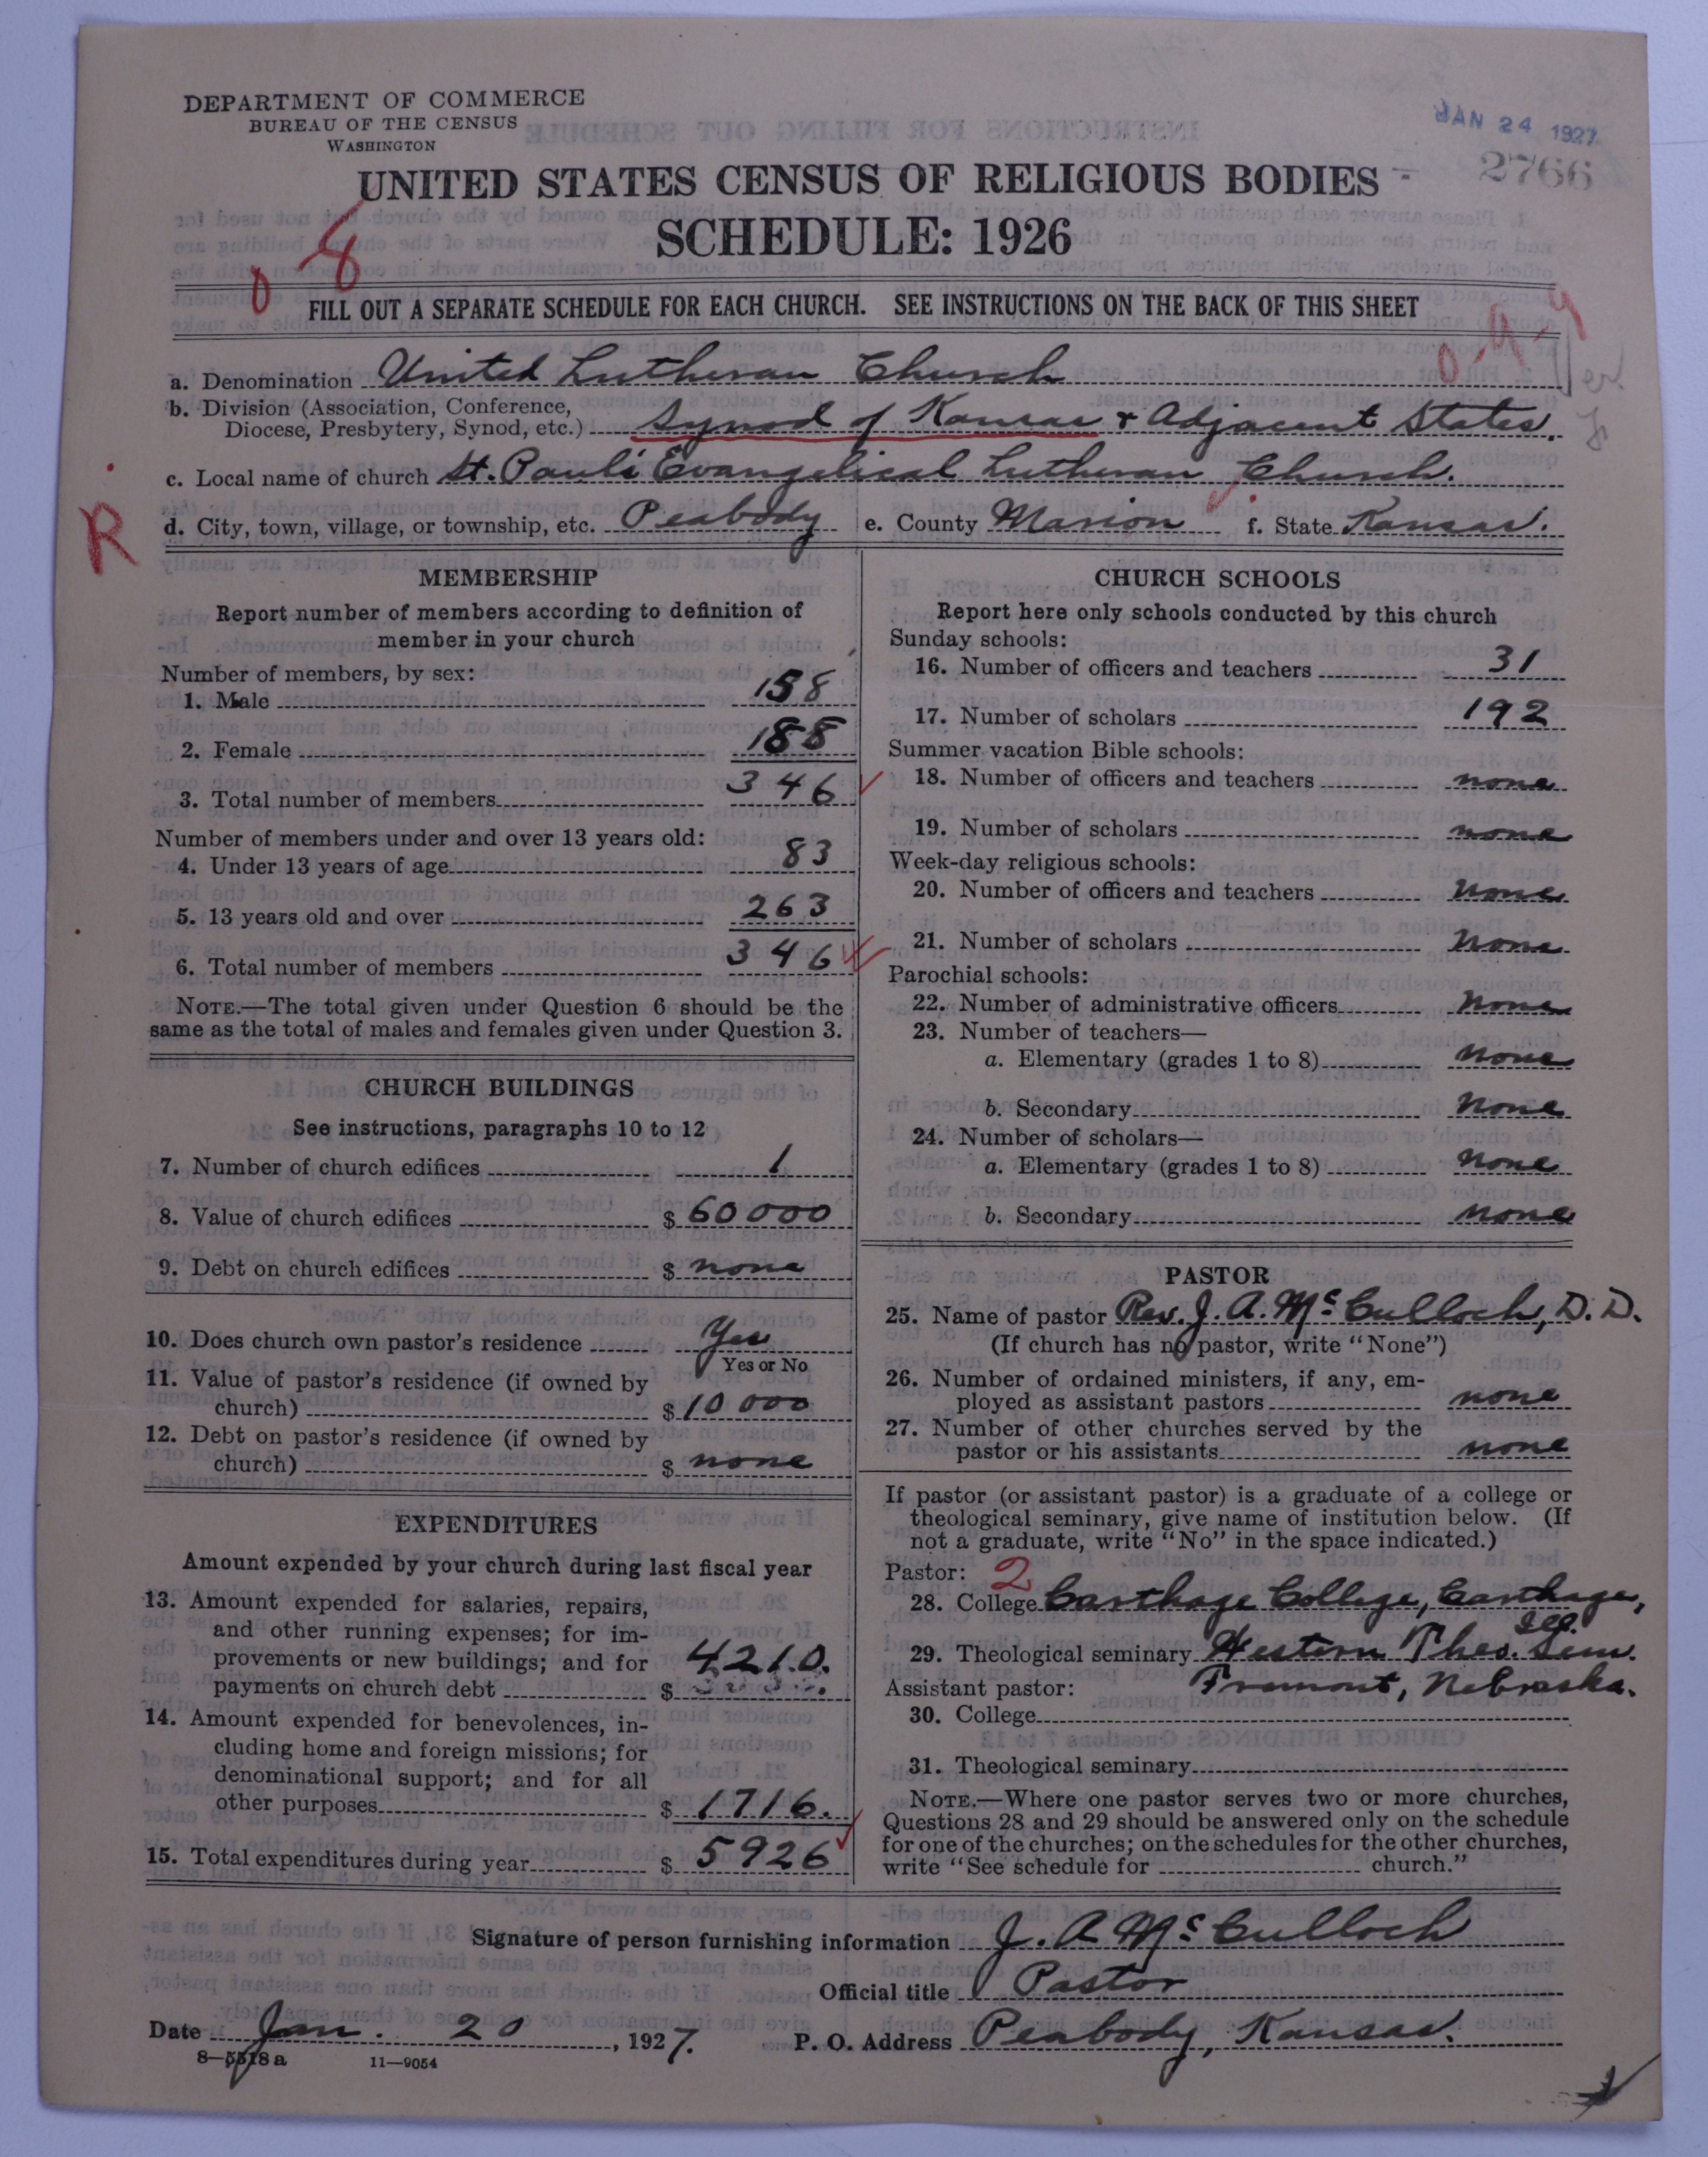 DEPARTMENT OF COMMERCE
BUREAU OF THE CENSUS
WASHINGTON
JAN 24 1927
2766
UNITED STATES CENSUS OF RELIGIOUS BODIES
SCHEDULE: 1926
8
FILL OUT A SEPARATE SCHEDULE FOR EACH CHURCH. SEE INSTRUCTIONS ON THE BACK OF THIS SHEET
0-9-9
a. Denomination United Lutheran Church
b. Division (Association, Conference,
Diocese, Presbytery, Synod, etc.) Synod of Kansas & Adjacent States.
c. Local name of church St. Paul's Evangelical Lutheran Church.
d. City, town, village, or township, etc. Peabody e. County Marion f. State Kansas.
R
MEMBERSHIP
Report number of members according to definition of
member in your church
Number of members, by sex:
1. Male 158
2. Female 188
3. Total number of members 346
Number of members under and over 13 years old:
4. Under 13 years of age 83
5. 13 years old and over 263
6. Total number of members 346
NOTE.—The total given under Question 6 should be the
same as the total of males and females given under Question 3.
CHURCH BUILDINGS
See instructions, paragraphs 10 to 12
7. Number of church edifices 1
8. Value of church edifices $ 60000
9. Debt on church edifices $ none
10. Does church own pastor's residence Yes
Yes or No
11. Value of pastor's residence (if owned by
church) $ 10000
12. Debt on pastor's residence (if owned by
church) $ none
EXPENDITURES
Amount expended by your church during last fiscal year
13. Amount expended for salaries, repairs,
and other running expenses; for im-
provements or new buildings; and for
payments on church debt $ 4210.
14. Amount expended for benevolences, in-
cluding home and foreign missions; for
denominational support; and for all
other purposes $ 1716.
15. Total expenditures during year $ 5926
CHURCH SCHOOLS
Report here only schools conducted by this church
Sunday schools:
16. Number of officers and teachers 31
17. Number of scholars 192
Summer vacation Bible schools:
18. Number of officers and teachers none
19. Number of scholars none
Week-day religious schools:
20. Number of officers and teachers none
21. Number of scholars none
Parochial schools:
22. Number of administrative officers none
23. Number of teachers—
a. Elementary (grades 1 to 8) none
b. Secondary none
24. Number of scholars—
a. Elementary (grades 1 to 8) none
b. Secondary none
PASTOR
25. Name of pastor Rev. J. A. McCulloch, D. D.
(If church has no pastor, write "None")
26. Number of ordained ministers, if any, em-
ployed as assistant pastors none
27. Number of other churches served by the
pastor or his assistants none
If pastor (or assistant pastor) is a graduate of a college or
theological seminary, give name of institution below. (If
not a graduate, write "No" in the space indicated.)
Pastor: 2
28. College Carthage College, Carthage,
Ill.
29. Theological seminary Western Theo. Sem.
Assistant pastor: Fremont, Nebraska.
30. College
31. Theological seminary
NOTE.—Where one pastor serves two or more churches,
Questions 28 and 29 should be answered only on the schedule
for one of the churches; on the schedules for the other churches,
write "See schedule for church."
Signature of person furnishing information J. A McCulloch
Official title Pastor
Date Jan. 20, 1927. P. O. Address Peabody, Kansas.
8—5518a 11—9054